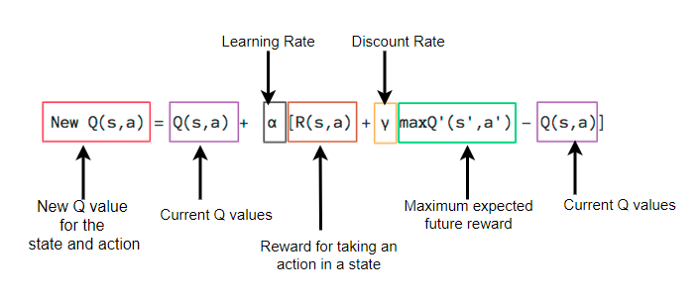 Learning Rate
Discount Rate
New Q(s,a) = Q(s,a) + α [R(s,a) + γ maxQ'(s',a') − Q(s,a)]
New Q value
for the
state and action
Current Q values
Reward for taking an
action in a state
Maximum expected
future reward
Current Q values